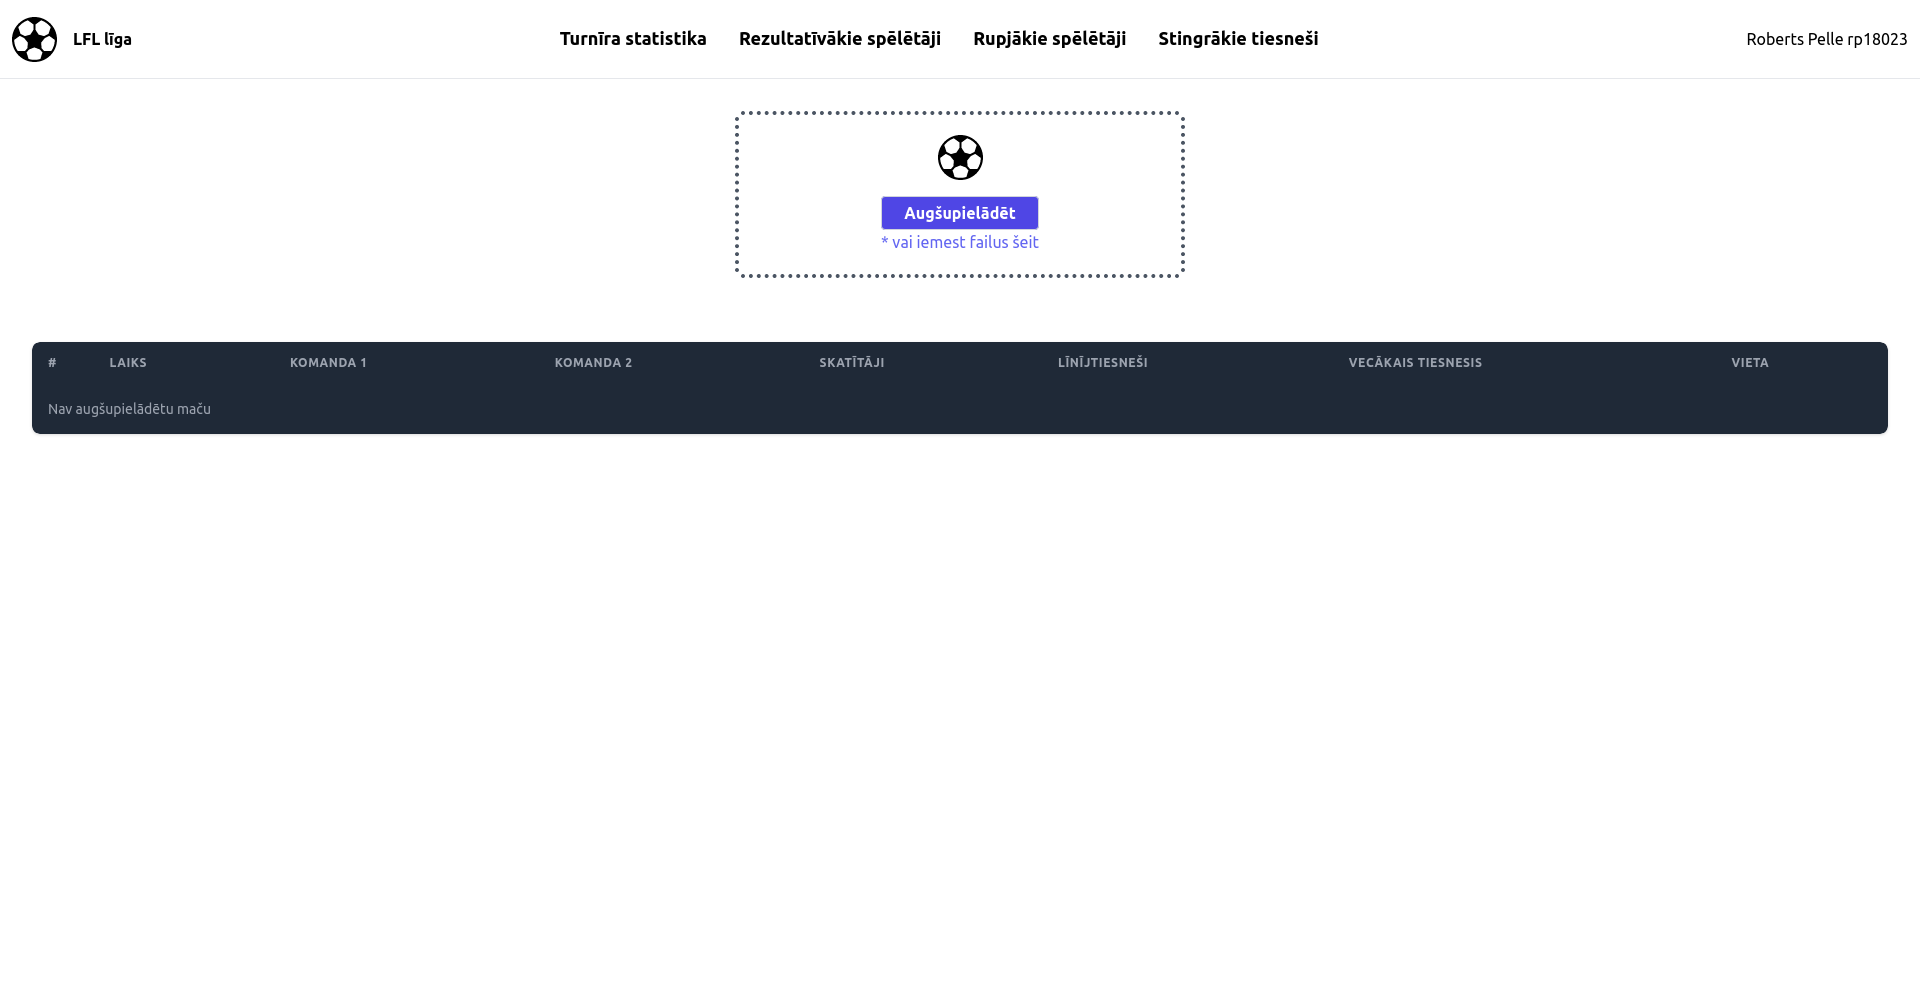 LFL līga
Turnīra statistika Rezultatīvākie spēlētāji Rupjākie spēlētāji Stingrākie tiesneši
Roberts Pelle rp18023
Augšupielādēt
* vai iemest failus šeit
# LAIKS KOMANDA 1 KOMANDA 2 SKATĪTĀJI LĪNĪJTIESNEŠI VECĀKAIS TIESNESIS VIETA
Nav augšupielādētu maču